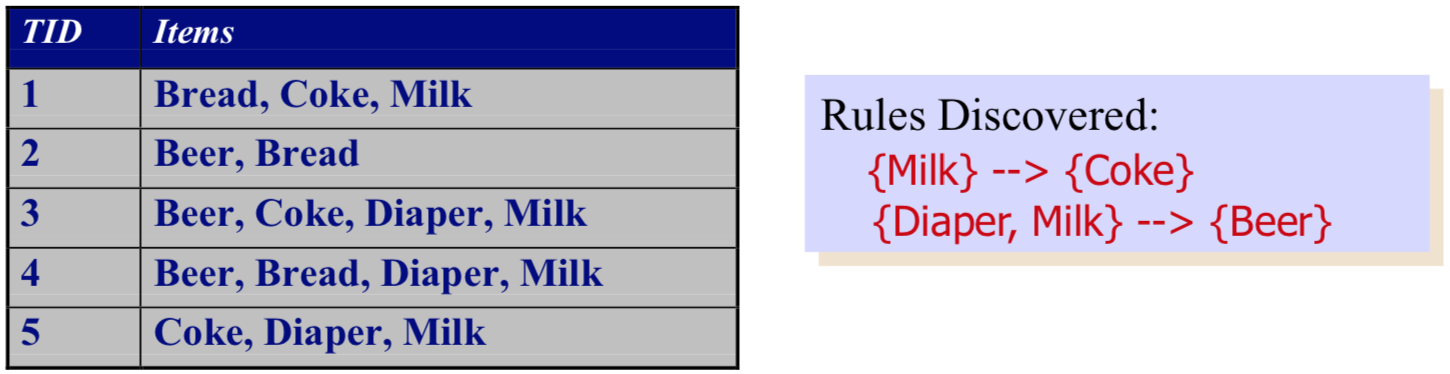 TID Items
1 Bread, Coke, Milk
2 Beer, Bread
3 Beer, Coke, Diaper, Milk
4 Beer, Bread, Diaper, Milk
5 Coke, Diaper, Milk
Rules Discovered:
{Milk} --> {Coke}
{Diaper, Milk} --> {Beer}